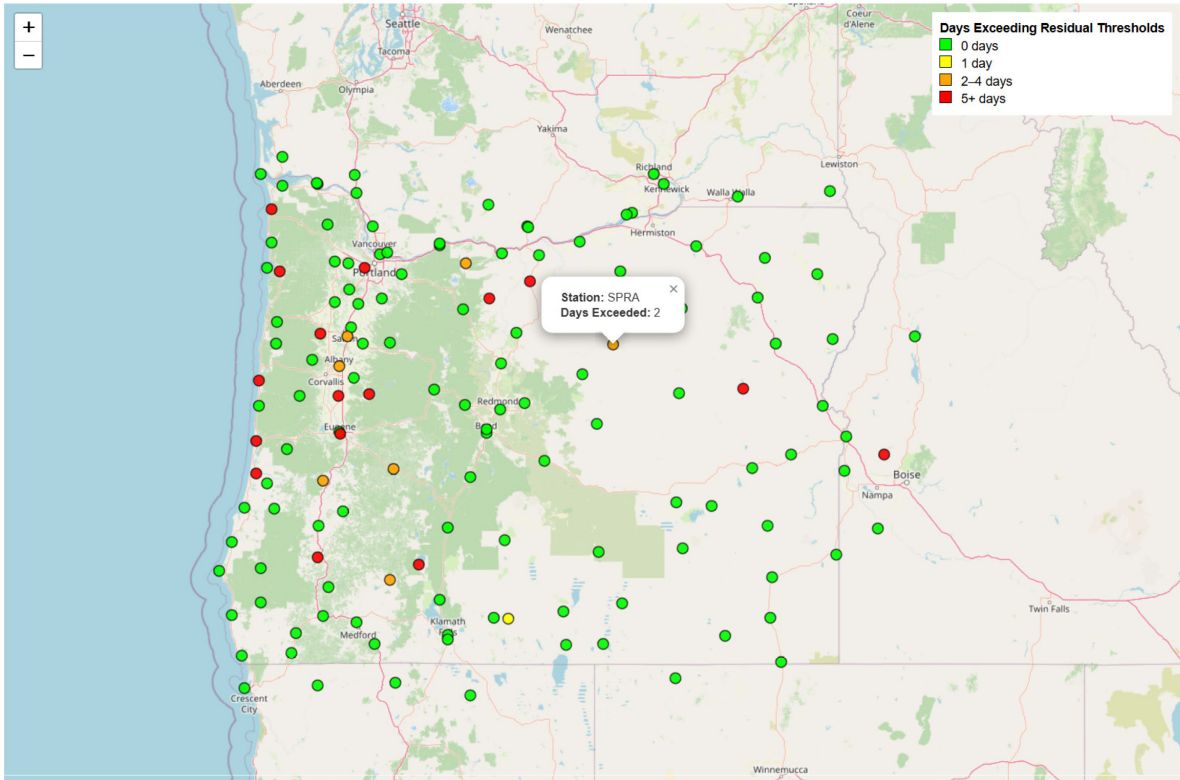 +
−
Seattle
Tacoma
Olympia
Aberdeen
Wenatchee
Coeur
d'Alene
Days Exceeding Residual Thresholds
0 days
1 day
2–4 days
5+ days
Yakima
Lewiston
Richland
Kennewick
Walla Walla
Hermiston
Vancouver
Portland
×
Station: SPRA
Days Exceeded: 2
Salem
Albany
Corvallis
Redmond
Bend
Eugene
Boise
Nampa
Twin Falls
Klamath
Falls
Medford
Crescent
City
Winnemucca